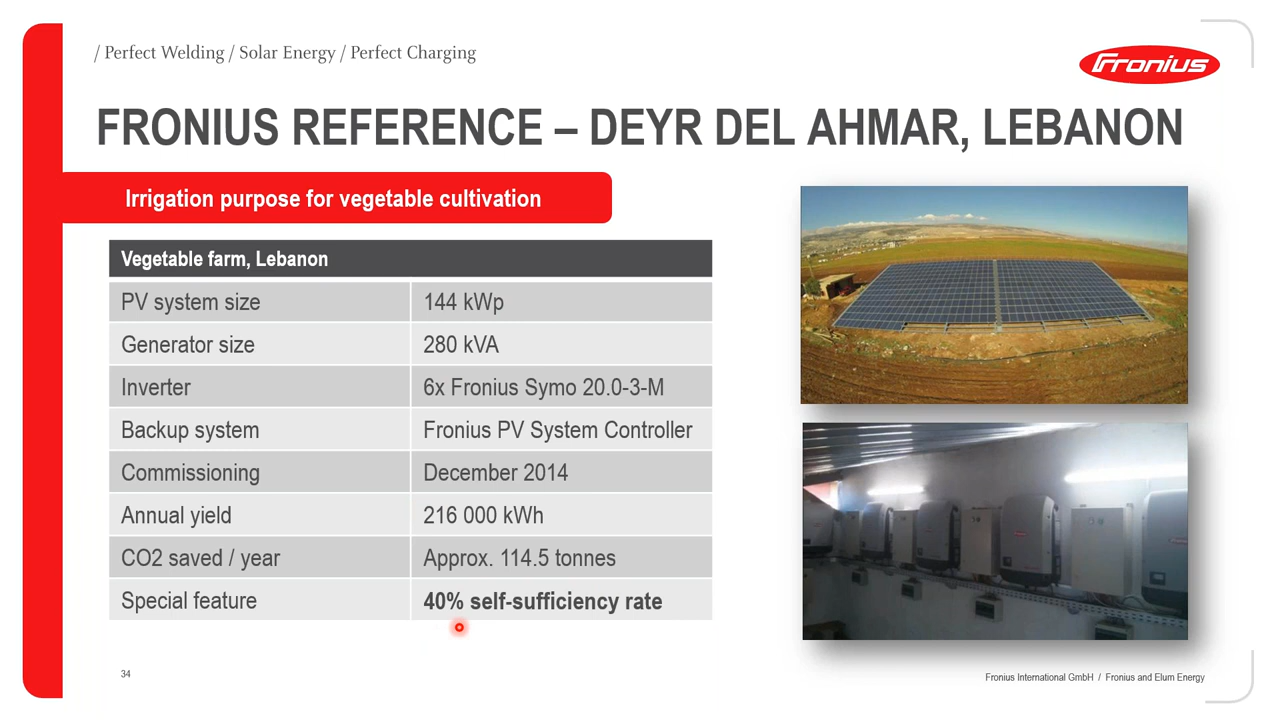 / Perfect Welding / Solar Energy / Perfect Charging
Fronius
FRONIUS REFERENCE – DEYR DEL AHMAR, LEBANON
Irrigation purpose for vegetable cultivation
Vegetable farm, Lebanon
PV system size 144 kWp
Generator size 280 kVA
Inverter 6x Fronius Symo 20.0-3-M
Backup system Fronius PV System Controller
Commissioning December 2014
Annual yield 216 000 kWh
CO2 saved / year Approx. 114.5 tonnes
Special feature 40% self-sufficiency rate
34
Fronius International GmbH / Fronius and Elum Energy